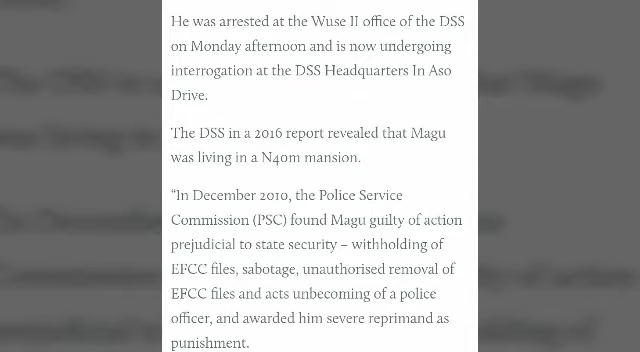 He was arrested at the Wuse II office of the DSS
on Monday afternoon and is now undergoing
interrogation at the DSS Headquarters In Aso
Drive.
The DSS in a 2016 report revealed that Magu
was living in a N40m mansion.
“In December 2010, the Police Service
Commission (PSC) found Magu guilty of action
prejudicial to state security – withholding of
EFCC files, sabotage, unauthorised removal of
EFCC files and acts unbecoming of a police
officer, and awarded him severe reprimand as
punishment.